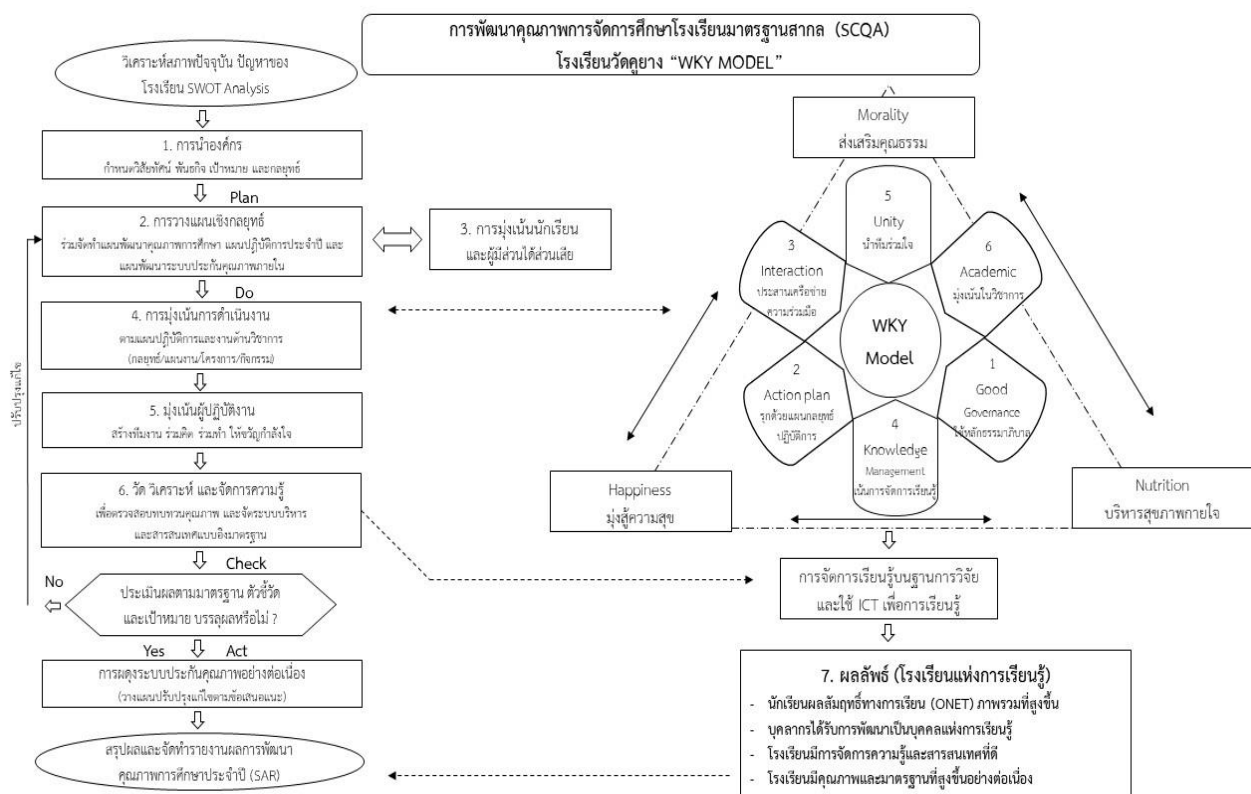 การพัฒนาคุณภาพการจัดการศึกษาโรงเรียนมาตรฐานสากล (SCQA)
โรงเรียนวัดคูยาง “WKY MODEL”
วิเคราะห์สภาพปัจจุบัน ปัญหาของ
โรงเรียน SWOT Analysis
1. การนำองค์กร
กำหนดวิสัยทัศน์ พันธกิจ เป้าหมาย และกลยุทธ์
Plan
2. การวางแผนเชิงกลยุทธ์
ร่วมจัดทำแผนพัฒนาคุณภาพการศึกษา แผนปฏิบัติการประจำปี และ
แผนพัฒนาระบบประกันคุณภาพภายใน
3. การมุ่งเน้นนักเรียน
และผู้มีส่วนได้ส่วนเสีย
Do
4. การมุ่งเน้นการดำเนินงาน
ตามแผนปฏิบัติการและงานด้านวิชาการ
(กลยุทธ์/แผนงาน/โครงการ/กิจกรรม)
5. มุ่งเน้นผู้ปฏิบัติงาน
สร้างทีมงาน ร่วมคิด ร่วมทำ ให้ขวัญกำลังใจ
6. วัด วิเคราะห์ และจัดการความรู้
เพื่อตรวจสอบทบทวนคุณภาพ และจัดระบบบริหาร
และสารสนเทศแบบอิงมาตรฐาน
Check
No
ประเมินผลตามมาตรฐาน ตัวชี้วัด
และเป้าหมาย บรรลุผลหรือไม่ ?
ปรับปรุงแก้ไข
Yes
Act
การผดุงระบบประกันคุณภาพอย่างต่อเนื่อง
(วางแผนปรับปรุงแก้ไขตามข้อเสนอแนะ)
สรุปผลและจัดทำรายงานผลการพัฒนา
คุณภาพการศึกษาประจำปี (SAR)
Morality
ส่งเสริมคุณธรรม
5
Unity
นำทีมร่วมใจ
3
Interaction
ประสานเครือข่าย
ความร่วมมือ
6
Academic
มุ่งเน้นในวิชาการ
WKY
Model
2
Action plan
รุกด้วยแผนกลยุทธ์
ปฏิบัติการ
1
Good
Governance
ใช้หลักธรรมาภิบาล
4
Knowledge
Management
เน้นการจัดการเรียนรู้
Happiness
มุ่งสู่ความสุข
Nutrition
บริหารสุขภาพกายใจ
การจัดการเรียนรู้บนฐานการวิจัย
และใช้ ICT เพื่อการเรียนรู้
7. ผลลัพธ์ (โรงเรียนแห่งการเรียนรู้)
- นักเรียนผลสัมฤทธิ์ทางการเรียน (ONET) ภาพรวมที่สูงขึ้น
- บุคลากรได้รับการพัฒนาเป็นบุคคลแห่งการเรียนรู้
- โรงเรียนมีการจัดการความรู้และสารสนเทศที่ดี
- โรงเรียนมีคุณภาพและมาตรฐานที่สูงขึ้นอย่างต่อเนื่อง